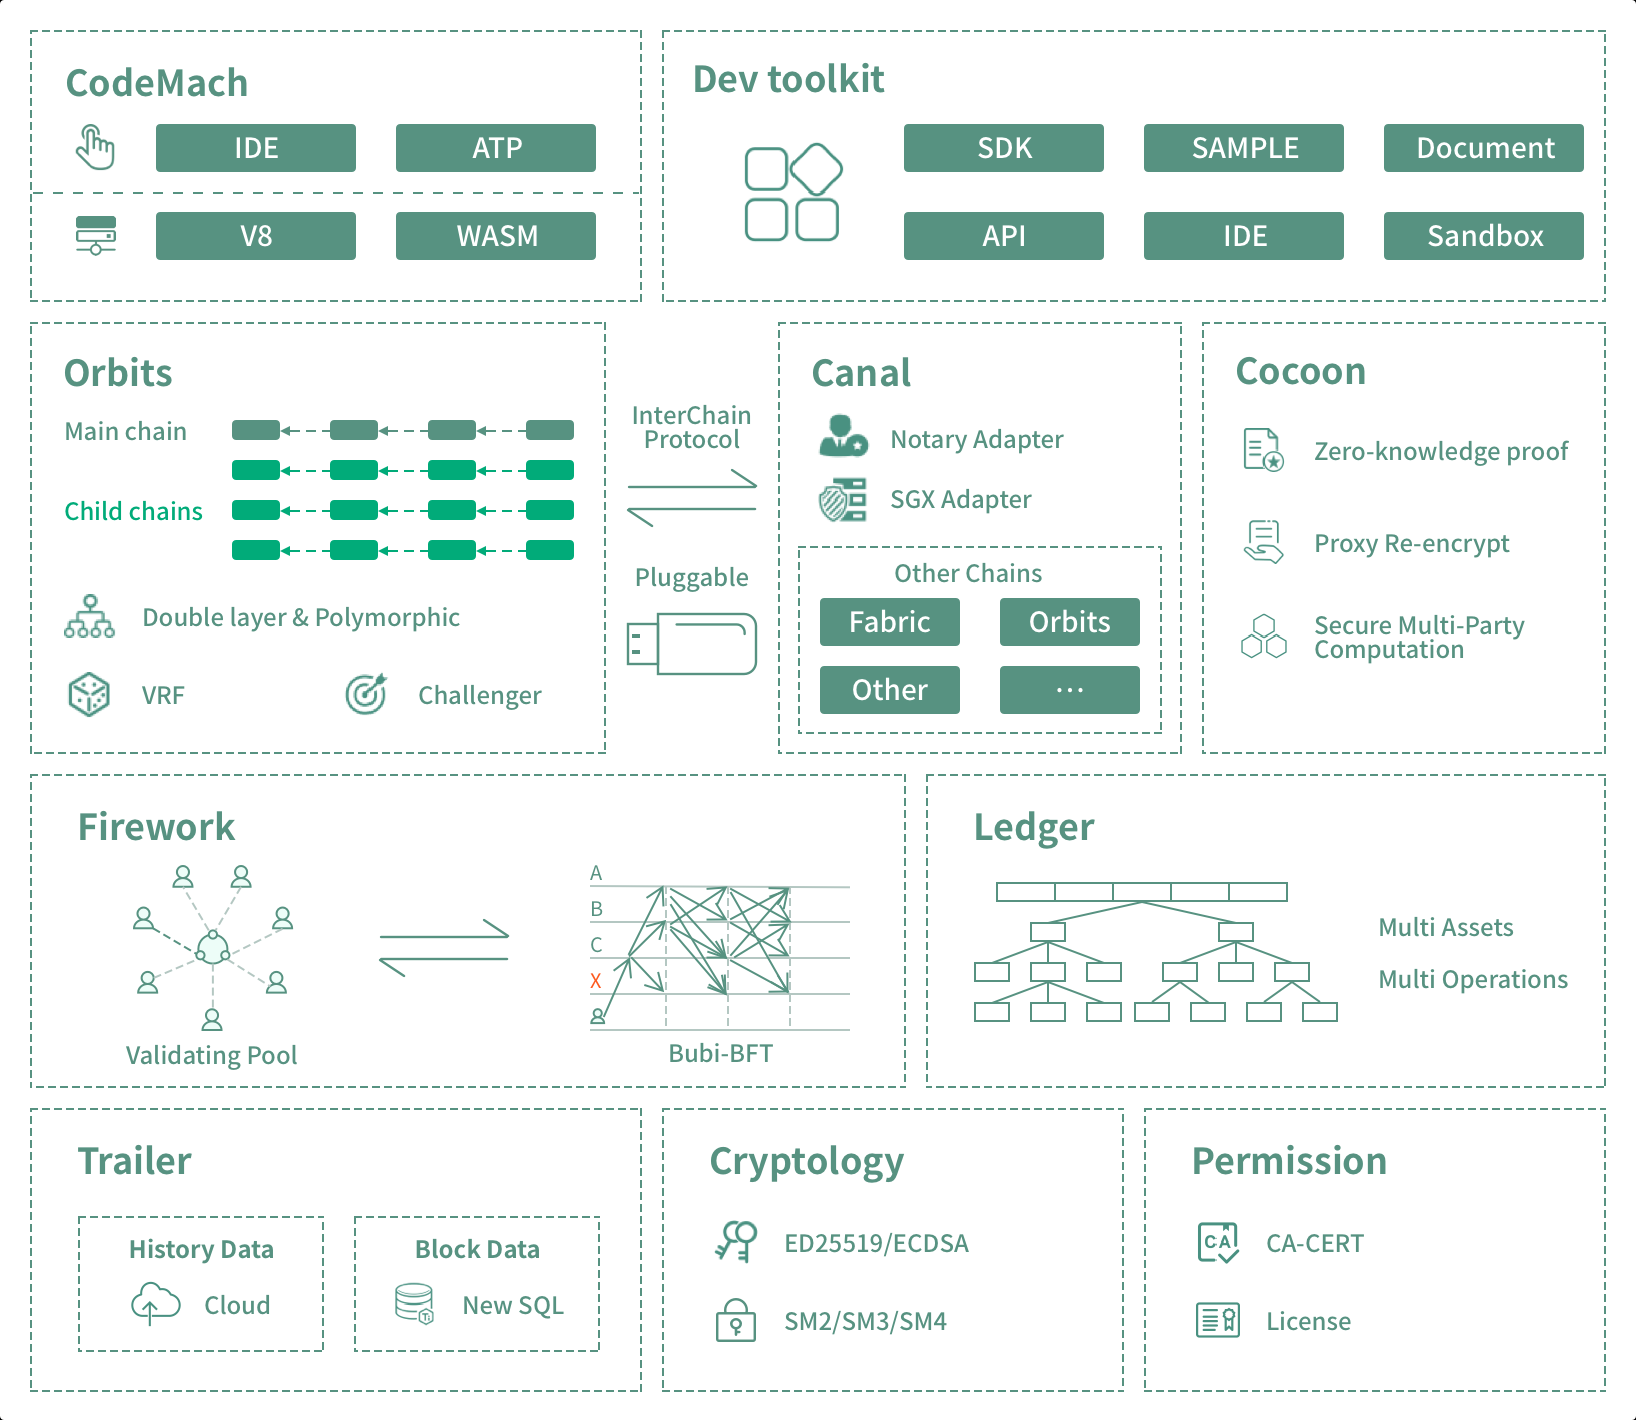 CodeMach
IDE
ATP
V8
WASM
Dev toolkit
SDK
SAMPLE
Document
API
IDE
Sandbox
Orbits
Main chain
Child chains
Double layer & Polymorphic
VRF
Challenger
InterChain
Protocol
Pluggable
Canal
Notary Adapter
SGX Adapter
Other Chains
Fabric
Orbits
Other
...
Cocoon
Zero-knowledge proof
Proxy Re-encrypt
Secure Multi-Party
Computation
Firework
Validating Pool
A
B
C
X
Bubi-BFT
Ledger
Multi Assets
Multi Operations
Trailer
History Data
Cloud
Block Data
Ti
New SQL
Cryptology
ED25519/ECDSA
SM2/SM3/SM4
Permission
CA
CA-CERT
License